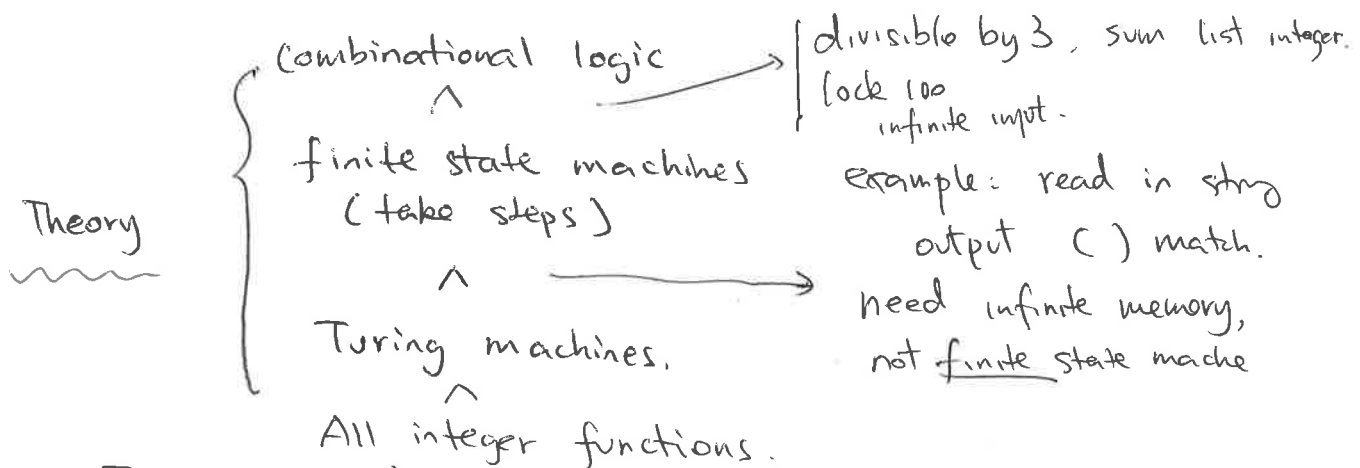 Theory
combinational logic
^
finite state machines
(take steps)
^
Turing machines.
^
All integer functions.
divisible by 3, sum list integer.
lock 100
infinite input.
example: read in strng
output ( ) match.
need infinite memory,
not finite state mache